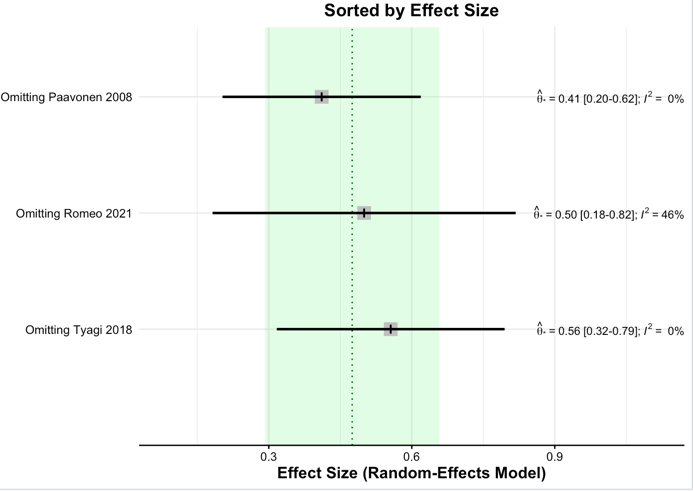 Sorted by Effect Size
Omitting Paavonen 2008
θ̂* = 0.41 [0.20-0.62]; I² = 0%
Omitting Romeo 2021
θ̂* = 0.50 [0.18-0.82]; I² = 46%
Omitting Tyagi 2018
θ̂* = 0.56 [0.32-0.79]; I² = 0%
0.3 0.6 0.9
Effect Size (Random-Effects Model)